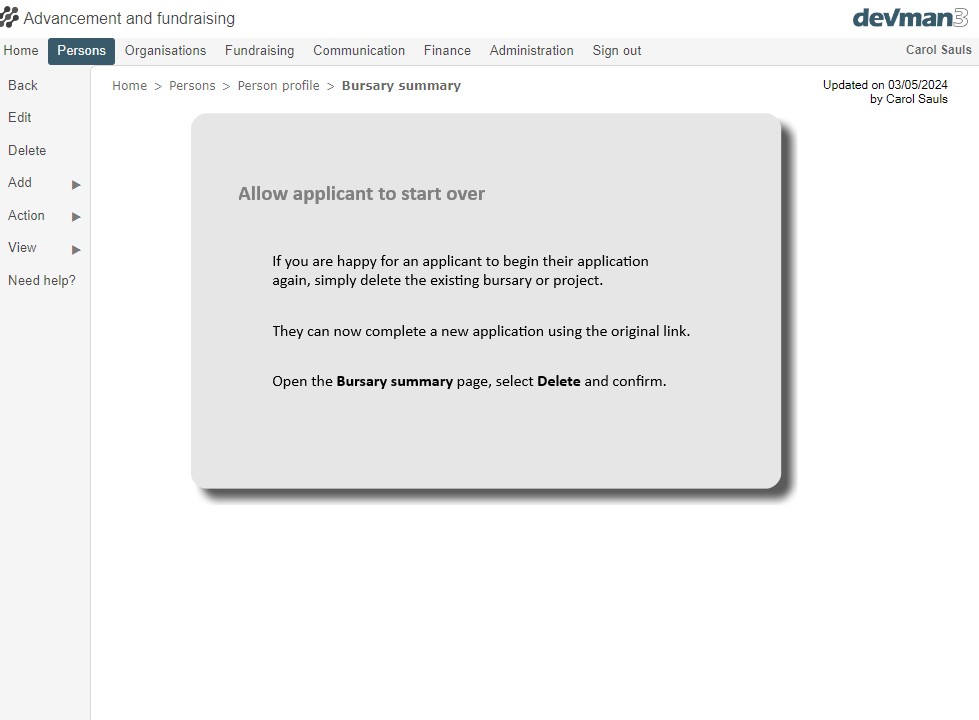 Advancement and fundraising
devman3
Home Persons Organisations Fundraising Communication Finance Administration Sign out Carol Sauls
Back
Edit
Delete
Add
Action
View
Need help?
Home > Persons > Person profile > Bursary summary
Updated on 03/05/2024
by Carol Sauls
Allow applicant to start over
If you are happy for an applicant to begin their application
again, simply delete the existing bursary or project.
They can now complete a new application using the original link.
Open the Bursary summary page, select Delete and confirm.